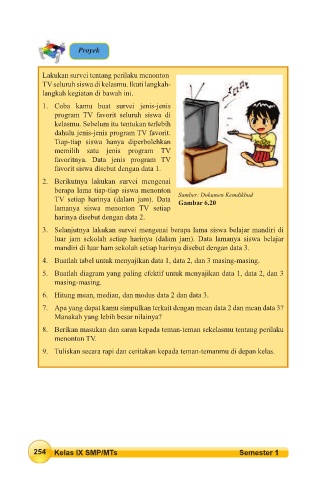 Proyek
Lakukan survei tentang perilaku menonton
TV seluruh siswa di kelasmu. Ikuti langkah-
langkah kegiatan di bawah ini.
1. Coba kamu buat survei jenis-jenis
program TV favorit seluruh siswa di
kelasmu. Sebelum itu tentukan terlebih
dahulu jenis-jenis program TV favorit.
Tiap-tiap siswa hanya diperbolehkan
memilih satu jenis program TV
favoritnya. Data jenis program TV
favorit siswa disebut dengan data 1.
2. Berikutnya lakukan survei mengenai
berapa lama tiap-tiap siswa menonton
TV setiap harinya (dalam jam). Data
lamanya siswa menonton TV setiap
harinya disebut dengan data 2.
Sumber: Dokumen Kemdikbud
Gambar 6.20
3. Selanjutnya lakukan survei mengenai berapa lama siswa belajar mandiri di
luar jam sekolah setiap harinya (dalam jam). Data lamanya siswa belajar
mandiri di luar ham sekolah setiap harinya disebut dengan data 3.
4. Buatlah tabel untuk menyajikan data 1, data 2, dan 3 masing-masing.
5. Buatlah diagram yang paling efektif untuk menyajikan data 1, data 2, dan 3
masing-masing.
6. Hitung mean, median, dan modus data 2 dan data 3.
7. Apa yang dapat kamu simpulkan terkait dengan mean data 2 dan mean data 3?
Manakah yang lebih besar nilainya?
8. Berikan masukan dan saran kepada teman-teman sekelasmu tentang perilaku
menonton TV.
9. Tuliskan secara rapi dan ceritakan kepada teman-temanmu di depan kelas.
254 Kelas IX SMP/MTs Semester 1